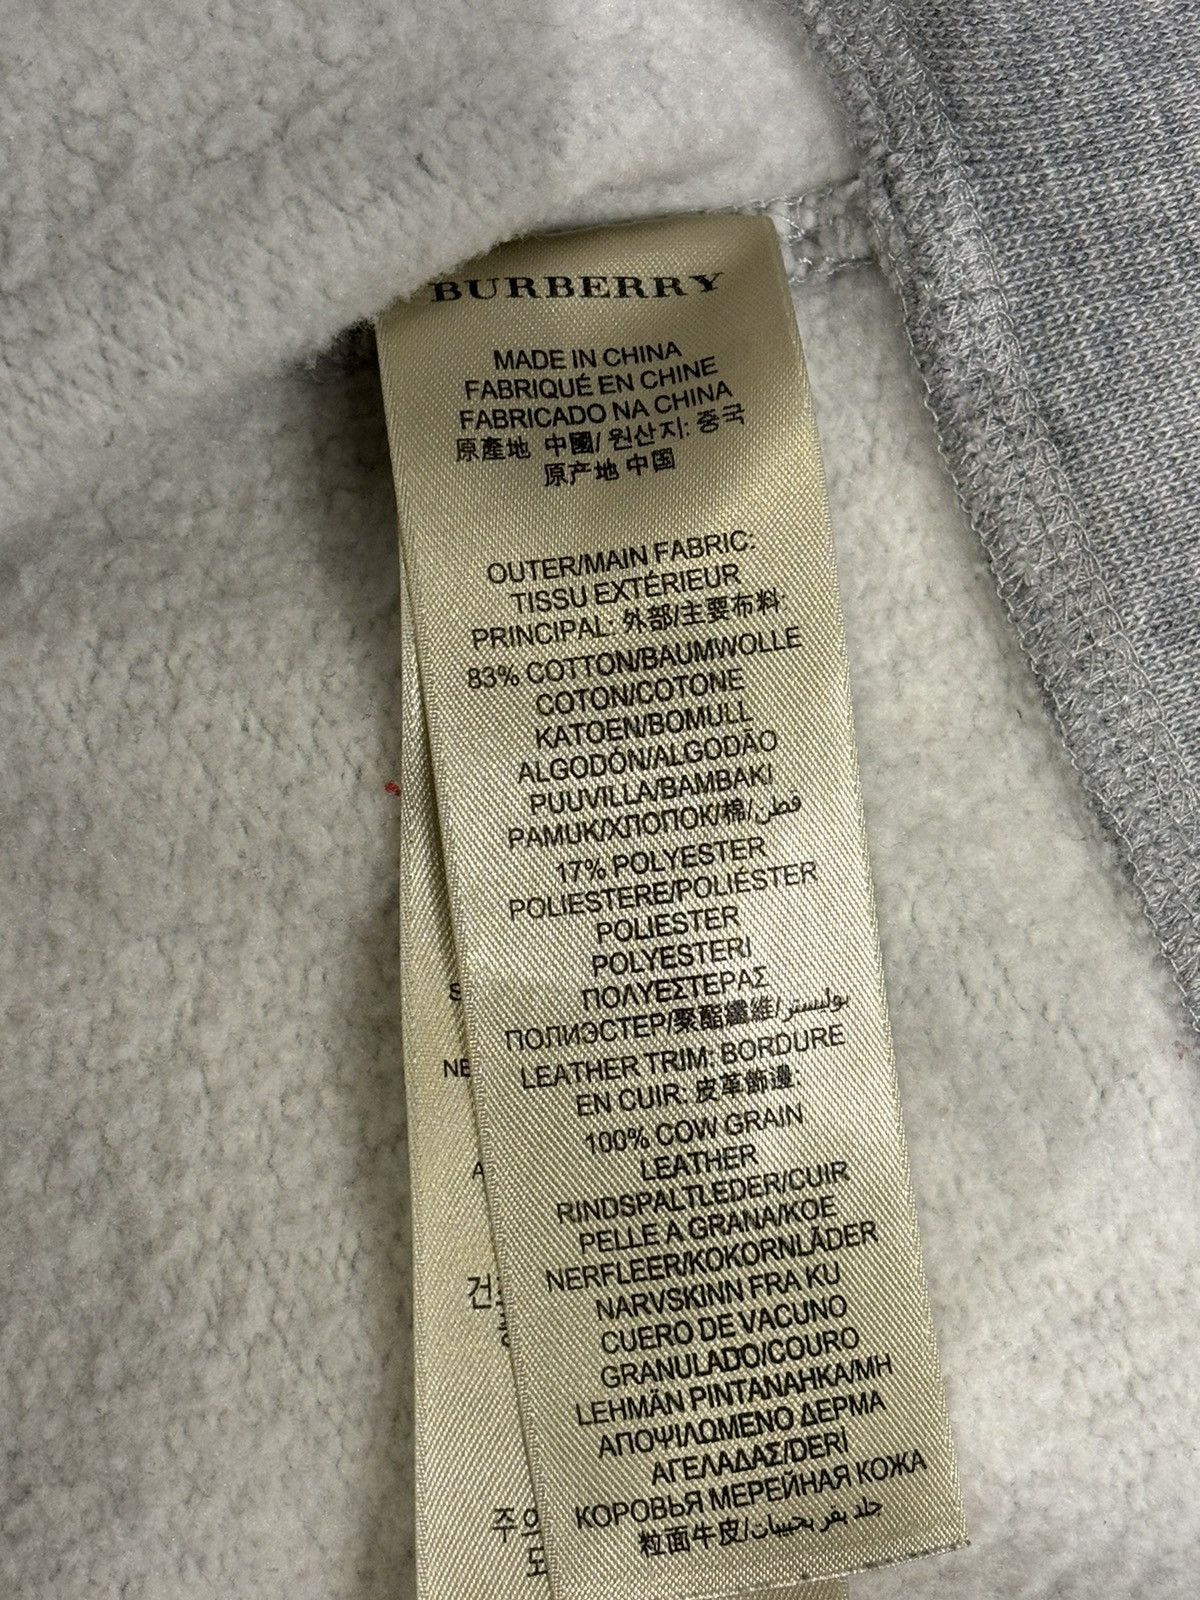 BURBERRY
MADE IN CHINA
FABRIQUÉ EN CHINE
FABRICADO NA CHINA
原產地 中國/ 원산지: 중국
原产地 中国
OUTER/MAIN FABRIC:
TISSU EXTÉRIEUR
PRINCIPAL: 外部/主要布料:
83% COTTON/BAUMWOLLE
COTON/COTONE
KATOEN/BOMULL
ALGODÓN/ALGODÃO
PUUVILLA/BAMBAKI
PAMUK/ХЛОПОК/棉/قطن
17% POLYESTER
POLIESTERE/POLIÉSTER
POLIESTER
POLYESTERI
ΠΟΛΥΕΣΤΕΡΑΣ
ПОЛИЭСТЕР/聚酯纖維/بوليستر
LEATHER TRIM: BORDURE
EN CUIR: 皮革飾邊:
100% COW GRAIN
LEATHER
RINDSPALTLEDER/CUIR
PELLE A GRANA/KOE
NERFLEER/KOKORNLÄDER
NARVSKINN FRA KU
CUERO DE VACUNO
GRANULADO/COURO
LEHMÄN PINTANAHKA/ΜΗ
ΑΠΟΨΙΛΩΜΕΝΟ ΔΕΡΜΑ
ΑΓΕΛΑΔΑΣ/DERİ
КОРОВЬЯ МЕРЕЙНАЯ КОЖА
粒面牛皮/جلد بقر بحبيبات
S
NE
A
건
주의